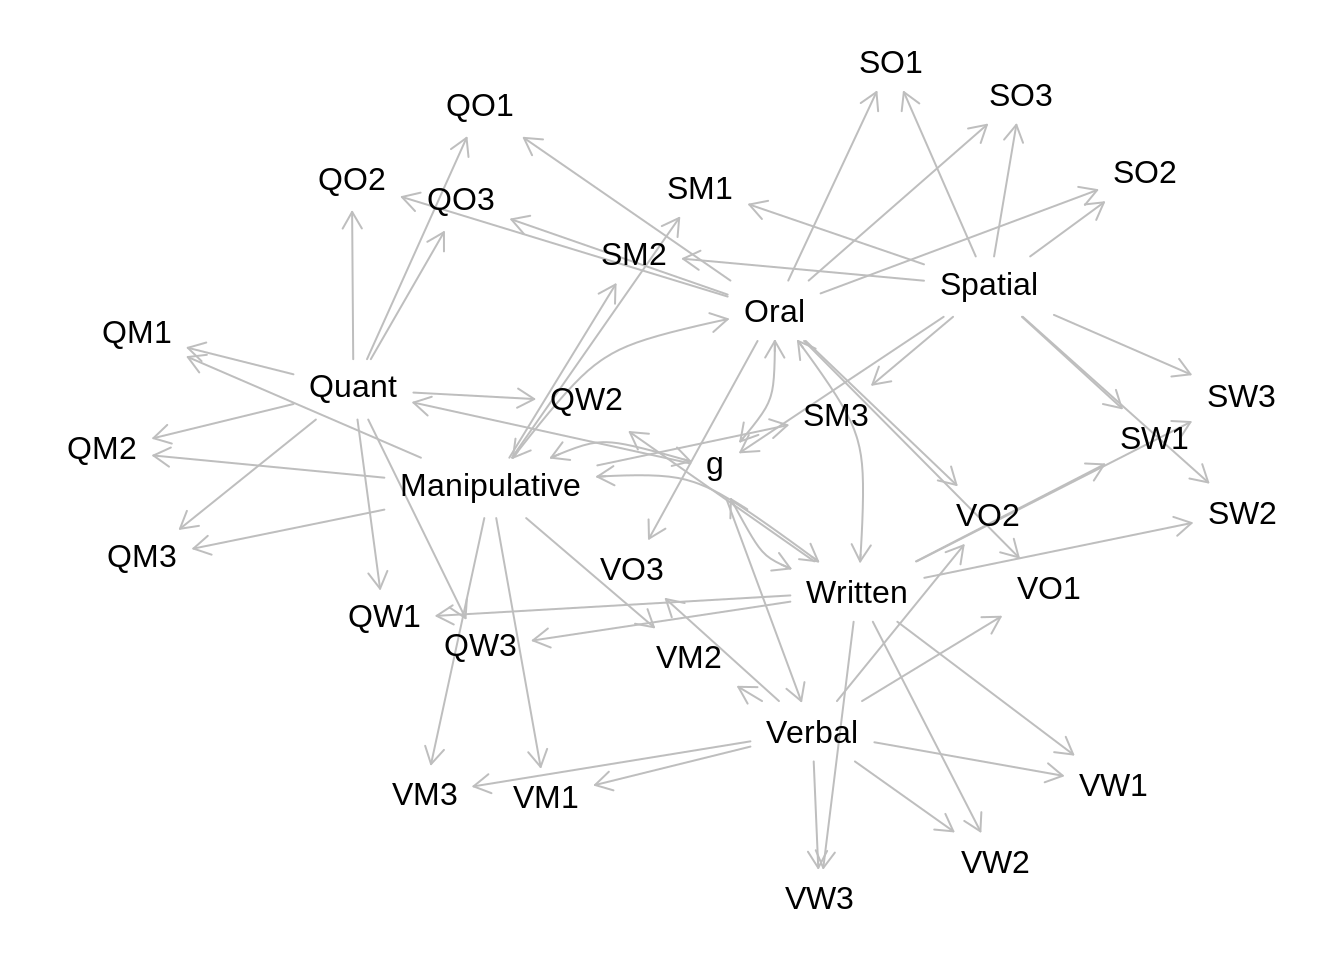 SO1
SO3
QO1
SO2
QO2
SM1
QO3
SM2
Spatial
Oral
QM1
Quant
SW3
QW2
SM3
SW1
QM2
g
Manipulative
SW2
VO2
QM3
VO3
VO1
Written
QW1
QW3
VM2
Verbal
VW1
VM3
VM1
VW2
VW3